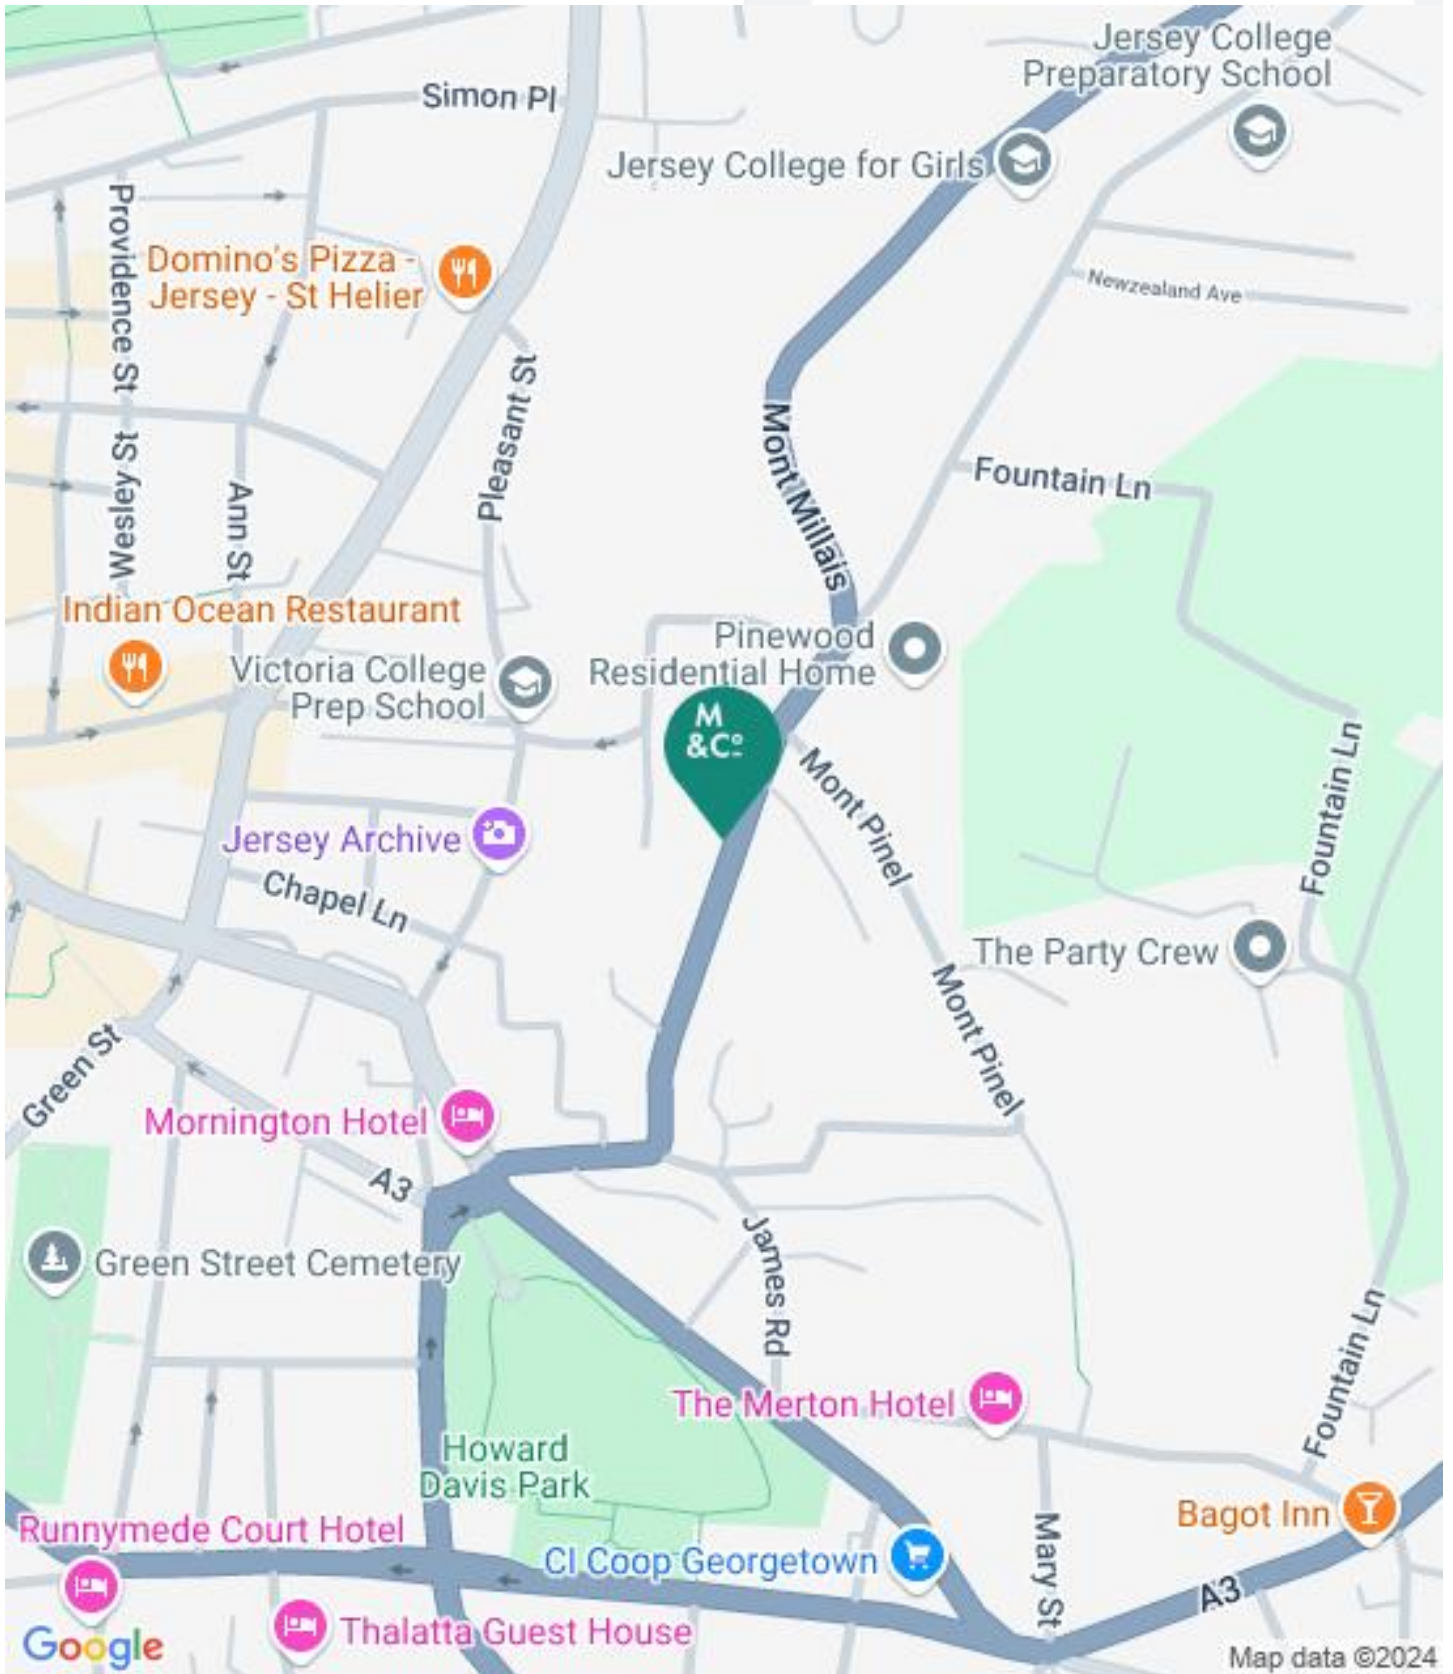 Jersey College
Preparatory School
Simon Pl
Jersey College for Girls
Providence St
Domino's Pizza -
Jersey - St Helier
Newzealand Ave
Pleasant St
Mont Millais
Wesley St
Ann St
Fountain Ln
Indian Ocean Restaurant
Pinewood
Residential Home
Victoria College
Prep School
M
&Co
Mont Pinel
Fountain Ln
Jersey Archive
Chapel Ln
The Party Crew
Mont Pinel
Green St
Mornington Hotel
A3
James Rd
Green Street Cemetery
Fountain Ln
The Merton Hotel
Howard
Davis Park
Bagot Inn
Runnymede Court Hotel
CI Coop Georgetown
Mary St
A3
Thalatta Guest House
Google
Map data ©2024